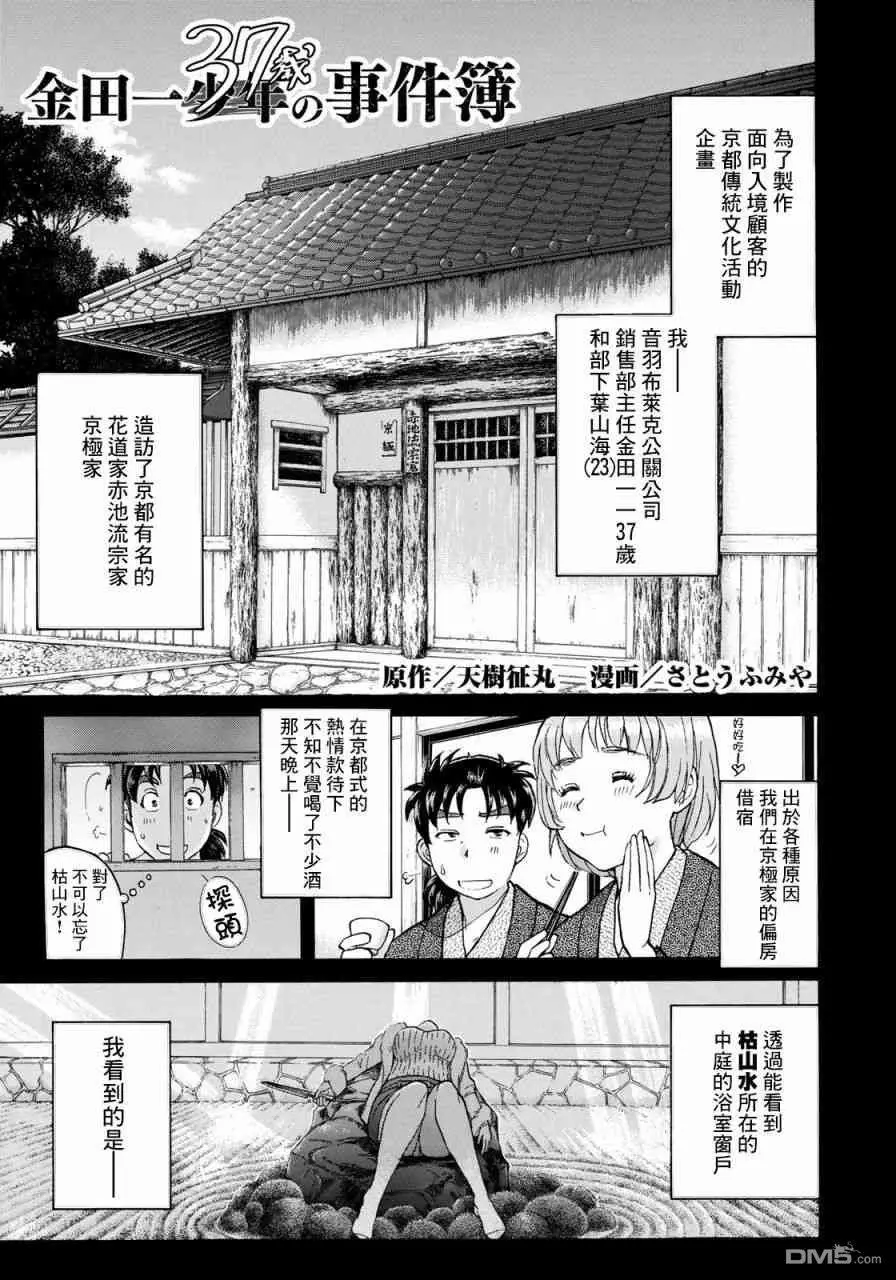 金田一37歳の事件簿
為了製作
面向入境顧客的
京都傳統文化活動
企畫
我——
音羽布萊克公關公司
銷售部主任金田一一37歲
和部下葉山海(23)
赤池流宗家
京極
造訪了京都有名的
花道家赤池流宗家
京極家
原作／天樹征丸 漫画／さとうふみや
好好吃—♡
出於各種原因
我們在京極家的偏房
借宿
在京都式的
熱情款待下
不知不覺喝了不少酒
那天晚上——
探頭
對了
不可以忘了
枯山水！
透過能看到
枯山水所在的
中庭的浴室窗戶
我看到的是——
DM5.com